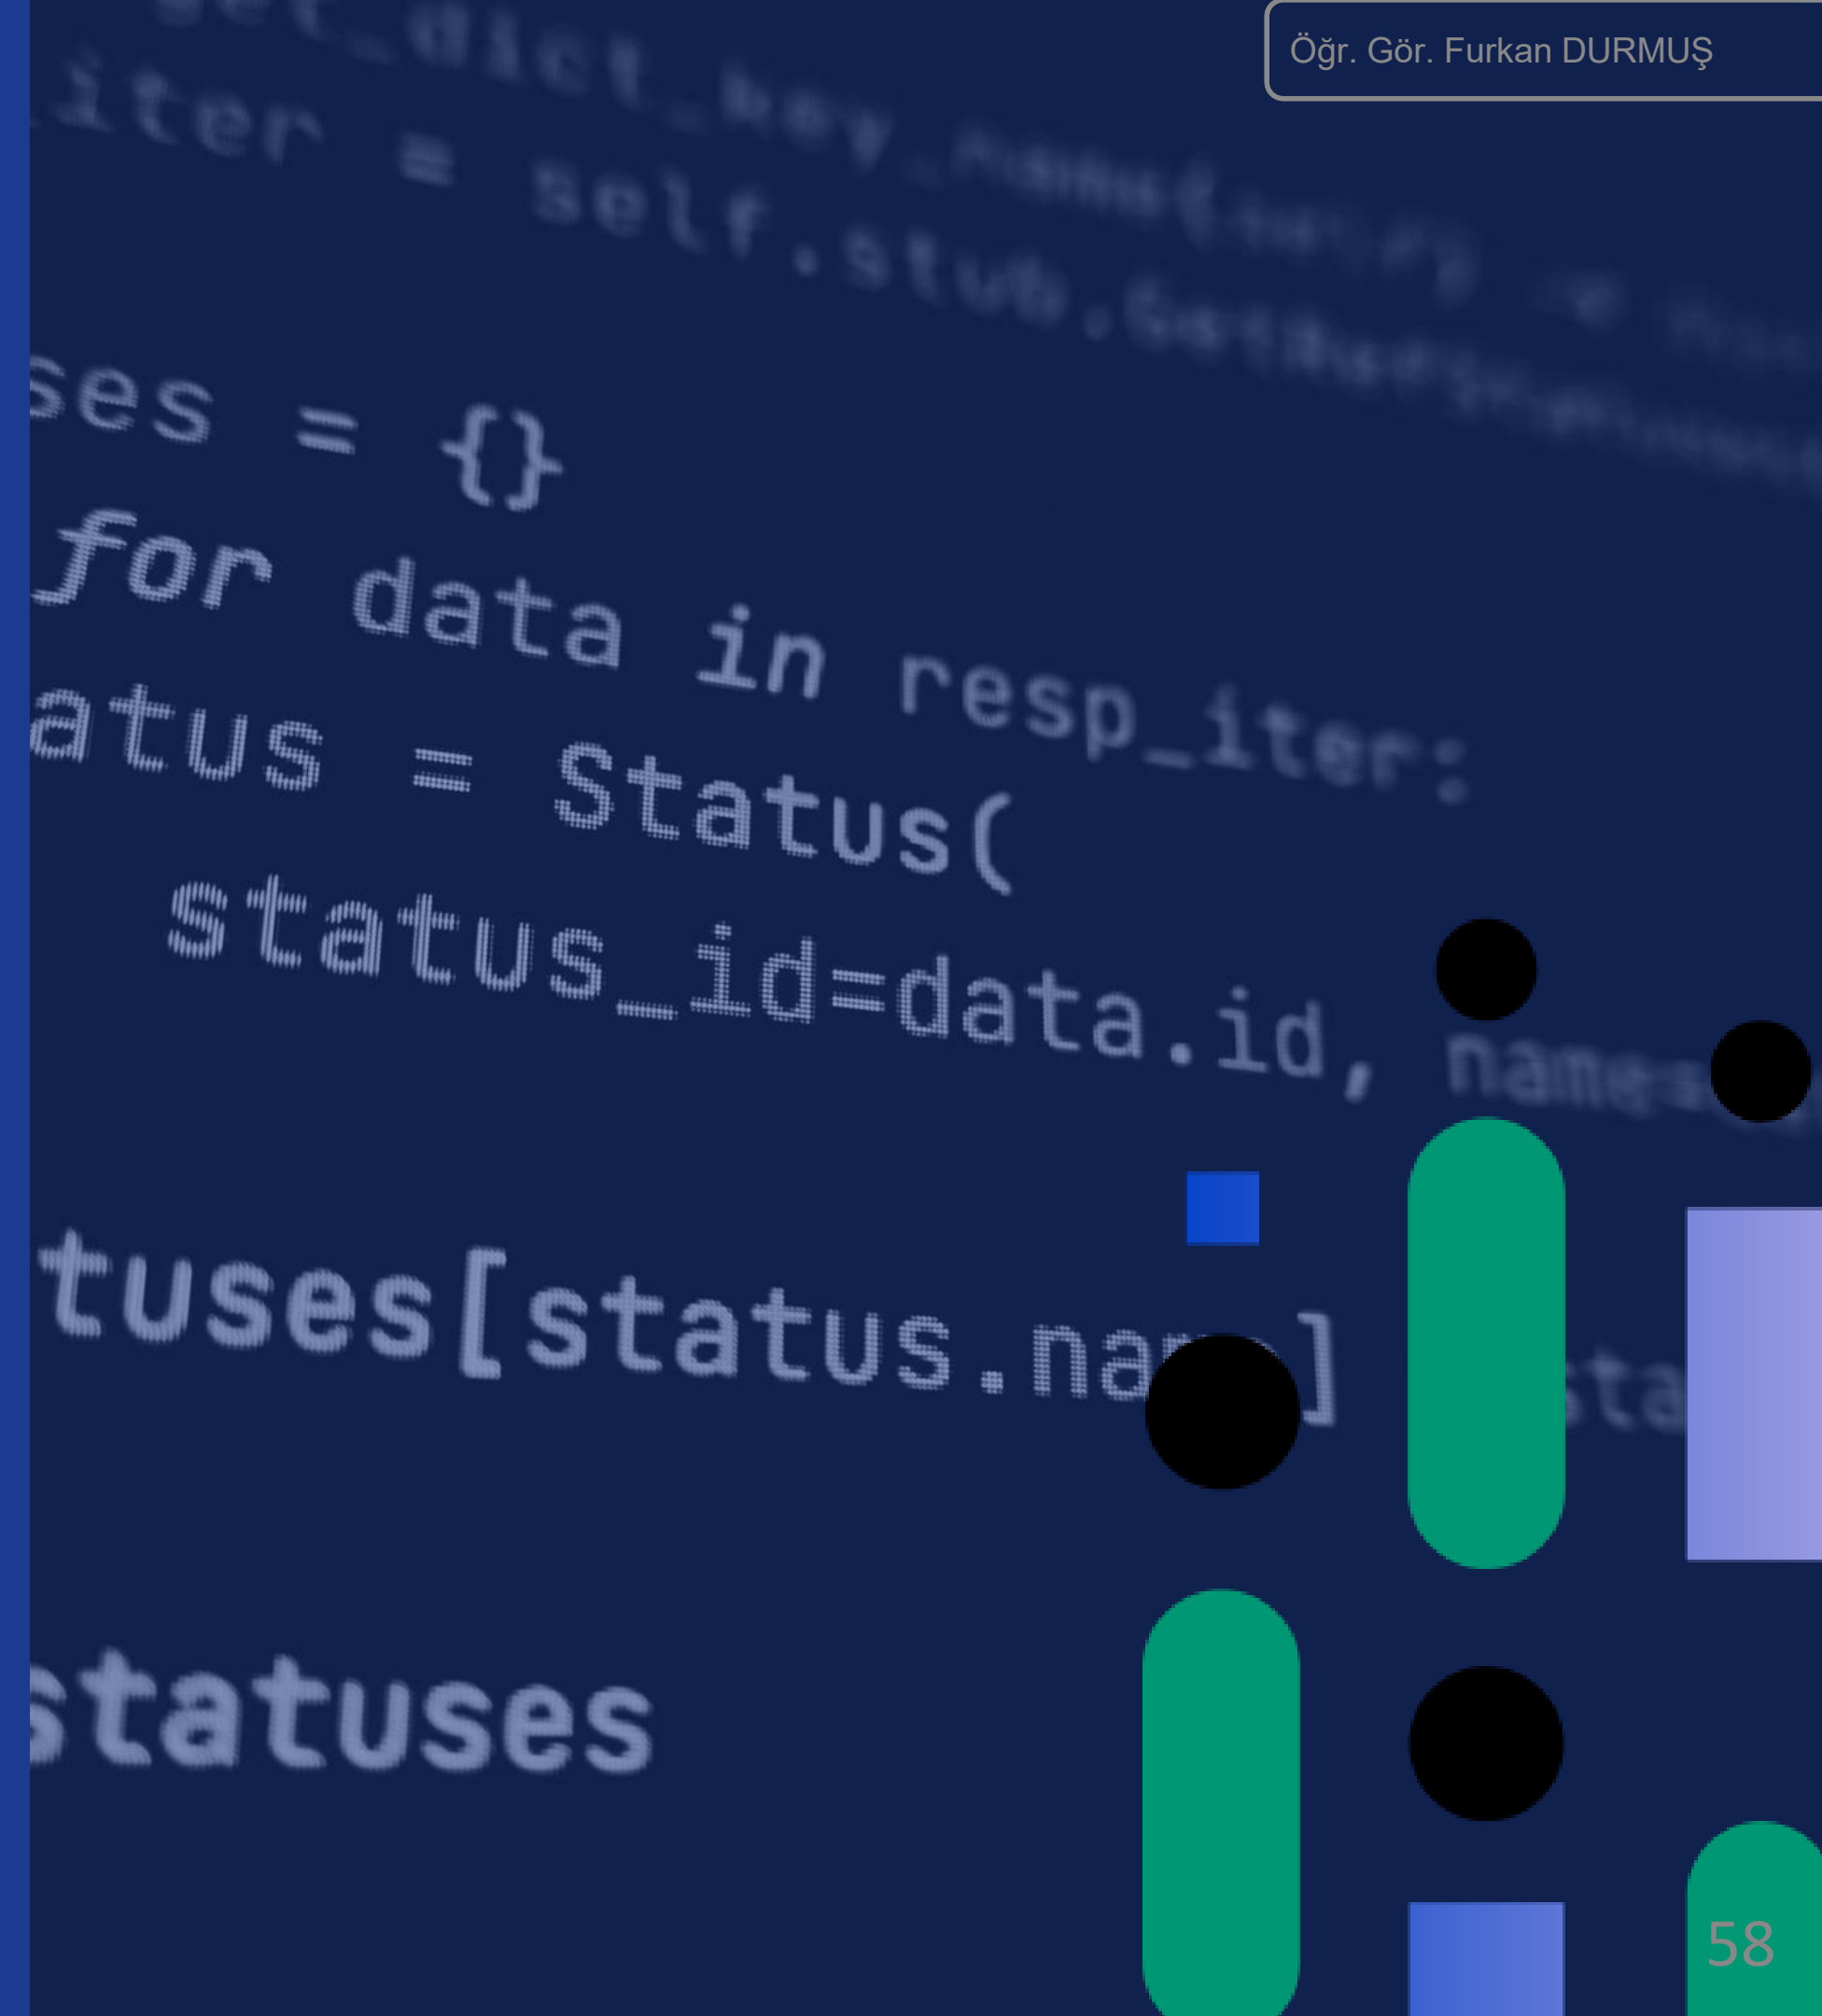 Öğr. Gör. Furkan DURMUŞ
iter = self.stub.
ses = {}
for data in resp_iter:
atus = Status(
status_id=data.id,
tuses[status.na ]
sta
statuses
58